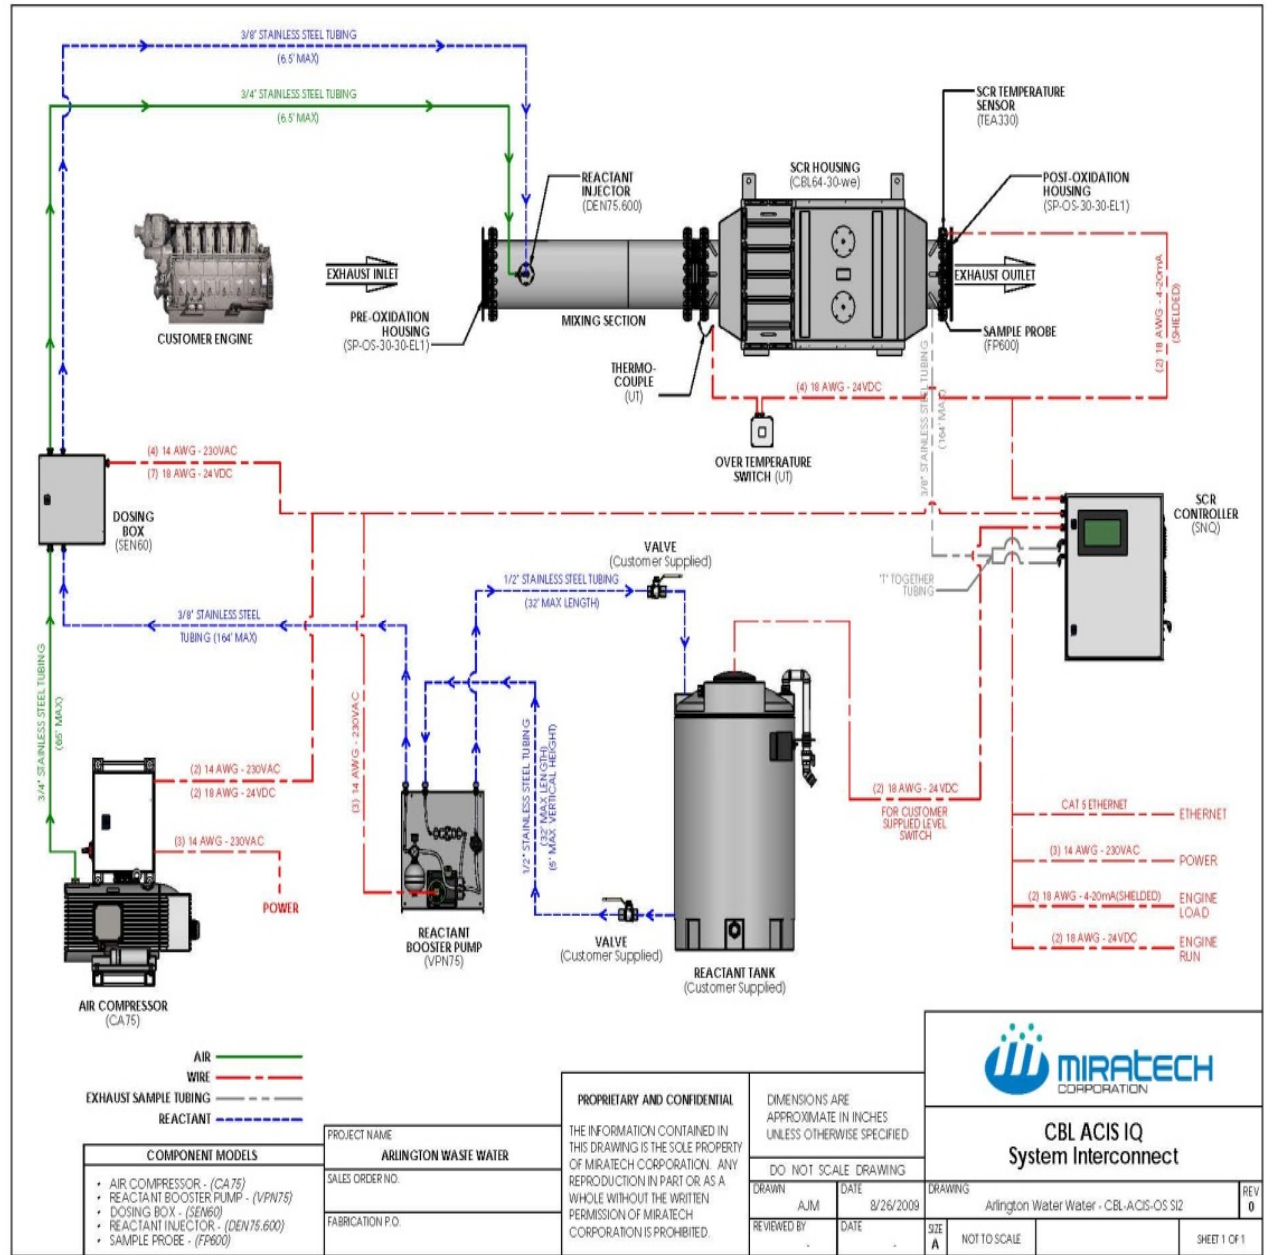 3/8" STAINLESS STEEL TUBING
(6.5' MAX)
3/4" STAINLESS STEEL TUBING
(6.5' MAX)
SCR TEMPERATURE
SENSOR
(TEA330)
REACTANT
INJECTOR
(DEN75.600)
SCR HOUSING
(CBL64-30-we)
POST-OXIDATION
HOUSING
(SP-OS-30-30-EL1)
CUSTOMER ENGINE
EXHAUST INLET
PRE-OXIDATION
HOUSING
(SP-OS-30-30-EL1)
MIXING SECTION
EXHAUST OUTLET
SAMPLE PROBE
(FP600)
(2) 18 AWG - 4-20mA
(SHIELDED)
THERMO-
COUPLE
(UT)
(4) 18 AWG - 24VDC
3/8" STAINLESS STEEL TUBING
(164' MAX)
OVER TEMPERATURE
SWITCH (UT)
(4) 14 AWG - 230VAC
(7) 18 AWG - 24VDC
DOSING
BOX
(SEN60)
SCR
CONTROLLER
(SNQ)
"T" TOGETHER
TUBING
VALVE
(Customer Supplied)
1/2" STAINLESS STEEL TUBING
(32' MAX LENGTH)
3/8" STAINLESS STEEL
TUBING (164' MAX)
3/4" STAINLESS STEEL TUBING
(65' MAX)
(3) 14 AWG - 230VAC
1/2" STAINLESS STEEL TUBING
(32' MAX LENGTH)
(6' MAX VERTICAL HEIGHT)
(2) 14 AWG - 230VAC
(2) 18 AWG - 24VDC
(3) 14 AWG - 230VAC
POWER
(2) 18 AWG - 24VDC
FOR CUSTOMER
SUPPLIED LEVEL
SWITCH
CAT 5 ETHERNET
ETHERNET
(3) 14 AWG - 230VAC
POWER
(2) 18 AWG - 4-20mA(SHIELDED)
ENGINE
LOAD
(2) 18 AWG - 24VDC
ENGINE
RUN
REACTANT
BOOSTER PUMP
(VPN75)
VALVE
(Customer Supplied)
REACTANT TANK
(Customer Supplied)
AIR COMPRESSOR
(CA75)
AIR
WIRE
EXHAUST SAMPLE TUBING
REACTANT
COMPONENT MODELS
• AIR COMPRESSOR - (CA75)
• REACTANT BOOSTER PUMP - (VPN75)
• DOSING BOX - (SEN60)
• REACTANT INJECTOR - (DEN75.600)
• SAMPLE PROBE - (FP600)
PROJECT NAME
ARLINGTON WASTE WATER
SALES ORDER NO.
FABRICATION P.O.
PROPRIETARY AND CONFIDENTIAL
THE INFORMATION CONTAINED IN
THIS DRAWING IS THE SOLE PROPERTY
OF MIRATECH CORPORATION. ANY
REPRODUCTION IN PART OR AS A
WHOLE WITHOUT THE WRITTEN
PERMISSION OF MIRATECH
CORPORATION IS PROHIBITED.
DIMENSIONS ARE
APPROXIMATE IN INCHES
UNLESS OTHERWISE SPECIFIED
DO NOT SCALE DRAWING
DRAWN
AJM
DATE
8/26/2009
REVIEWED BY
-
DATE
-
MIRATECH
CORPORATION
CBL ACIS IQ
System Interconnect
DRAWING
Arlington Water Water - CBL-ACIS-OS SI2
REV
0
SIZE
A
NOT TO SCALE
SHEET 1 OF 1